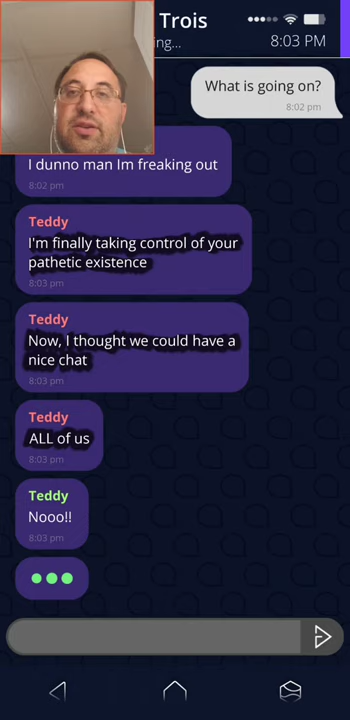 Trois
ing...
8:03 PM
What is going on?
8:02 pm
I dunno man Im freaking out
8:02 pm
Teddy
I'm finally taking control of your
pathetic existence
8:03 pm
Teddy
Now, I thought we could have a
nice chat
8:03 pm
Teddy
ALL of us
8:03 pm
Teddy
Nooo!!
8:03 pm